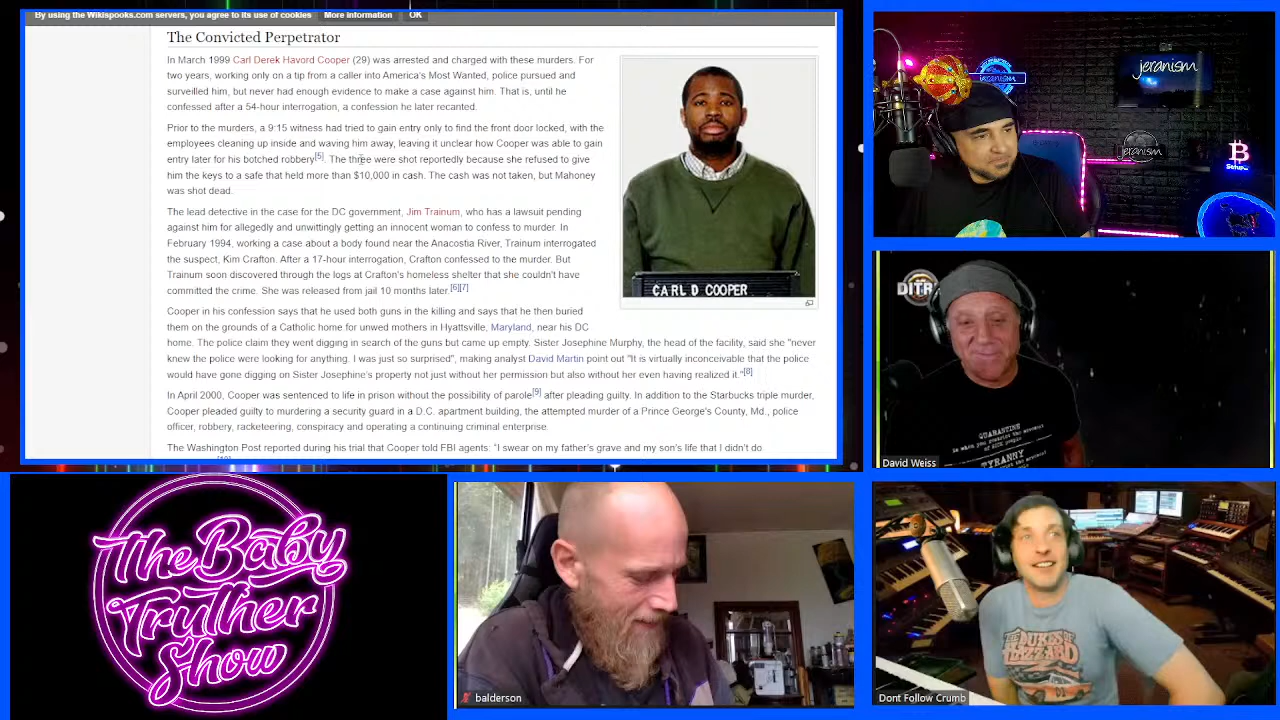 By using the Wikispooks.com servers, you agree to its use of cookies More information OK
The Convicted Perpetrator
In March 1999 Carl Derek Havord Cooper (29) was arrested and charged with these murders. For
two years, working only on a tip from a caller into America's Most Wanted, police pursued and
surveilled him, but never had enough evidence to make a case against him. That is, until he
confessed after a 54-hour interrogation, a confession he later recanted.
Prior to the murders, a 9:15 witness had tried to gain entry only to find the front door locked, with the
employees cleaning up inside and waving him away, leaving it unclear how Cooper was able to gain
entry later for his botched robbery[5]. The three were shot reportedly because she refused to give
him the keys to a safe that held more than $10,000 in cash. The cash was not taken, but Mahoney
was shot dead.
The lead detective in the case for the DC government, Jim Trainum, who has a lawsuit pending
against him for allegedly and unwittingly getting an innocent woman to confess to murder. In
February 1994, working a case about a body found near the Anacostia River, Trainum interrogated
the suspect, Kim Crafton. After a 17-hour interrogation, Crafton confessed to the murder. But
Trainum soon discovered through the logs at Crafton's homeless shelter that she couldn't have
committed the crime. She was released from jail 10 months later [6][7]
Cooper in his confession says that he used both guns in the killing and says that he then buried
them on the grounds of a Catholic home for unwed mothers in Hyattsville, Maryland, near his DC
home. The police claim they went digging in search of the guns but came up empty. Sister Josephine Murphy, the head of the facility, said she "never
knew the police were looking for anything. I was just so surprised", making analyst David Martin point out "It is virtually inconceivable that the police
would have gone digging on Sister Josephine's property not just without her permission but also without her even having realized it."[8]
In April 2000, Cooper was sentenced to life in prison without the possibility of parole[9] after pleading guilty. In addition to the Starbucks triple murder,
Cooper pleaded guilty to murdering a security guard in a D.C. apartment building, the attempted murder of a Prince George's County, Md., police
officer, robbery, racketeering, conspiracy and operating a continuing criminal enterprise.
The Washington Post reported during his trial that Cooper told FBI agents: "I swear on my father's grave and my son's life that I didn't do
CARL D COOPER
jeranism
jeranism
jeranism
DITR
QUARANTINE
TYRANNY
David Weiss
The Baby
Truther
Show
balderson
THE DUKES OF
HAZZARD
Dont Follow Crumb